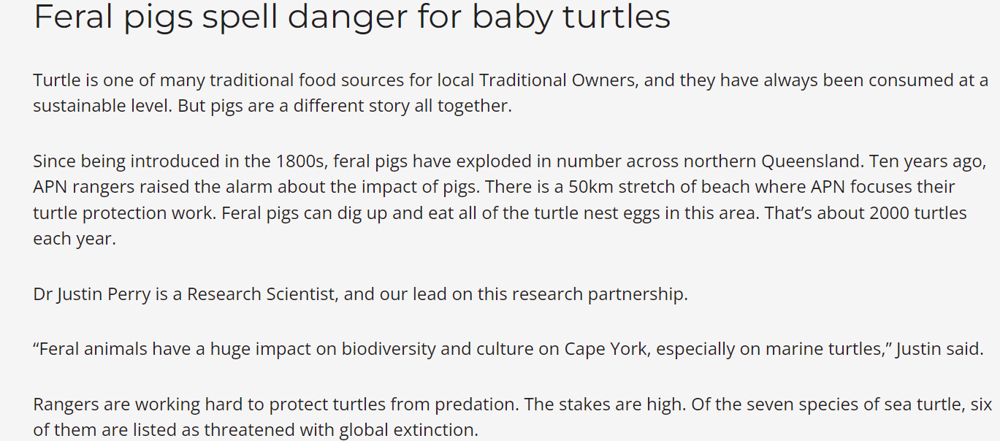 Feral pigs spell danger for baby turtles
Turtle is one of many traditional food sources for local Traditional Owners, and they have always been consumed at a
sustainable level. But pigs are a different story all together.
Since being introduced in the 1800s, feral pigs have exploded in number across northern Queensland. Ten years ago,
APN rangers raised the alarm about the impact of pigs. There is a 50km stretch of beach where APN focuses their
turtle protection work. Feral pigs can dig up and eat all of the turtle nest eggs in this area. That’s about 2000 turtles
each year.
Dr Justin Perry is a Research Scientist, and our lead on this research partnership.
“Feral animals have a huge impact on biodiversity and culture on Cape York, especially on marine turtles,” Justin said.
Rangers are working hard to protect turtles from predation. The stakes are high. Of the seven species of sea turtle, six
of them are listed as threatened with global extinction.